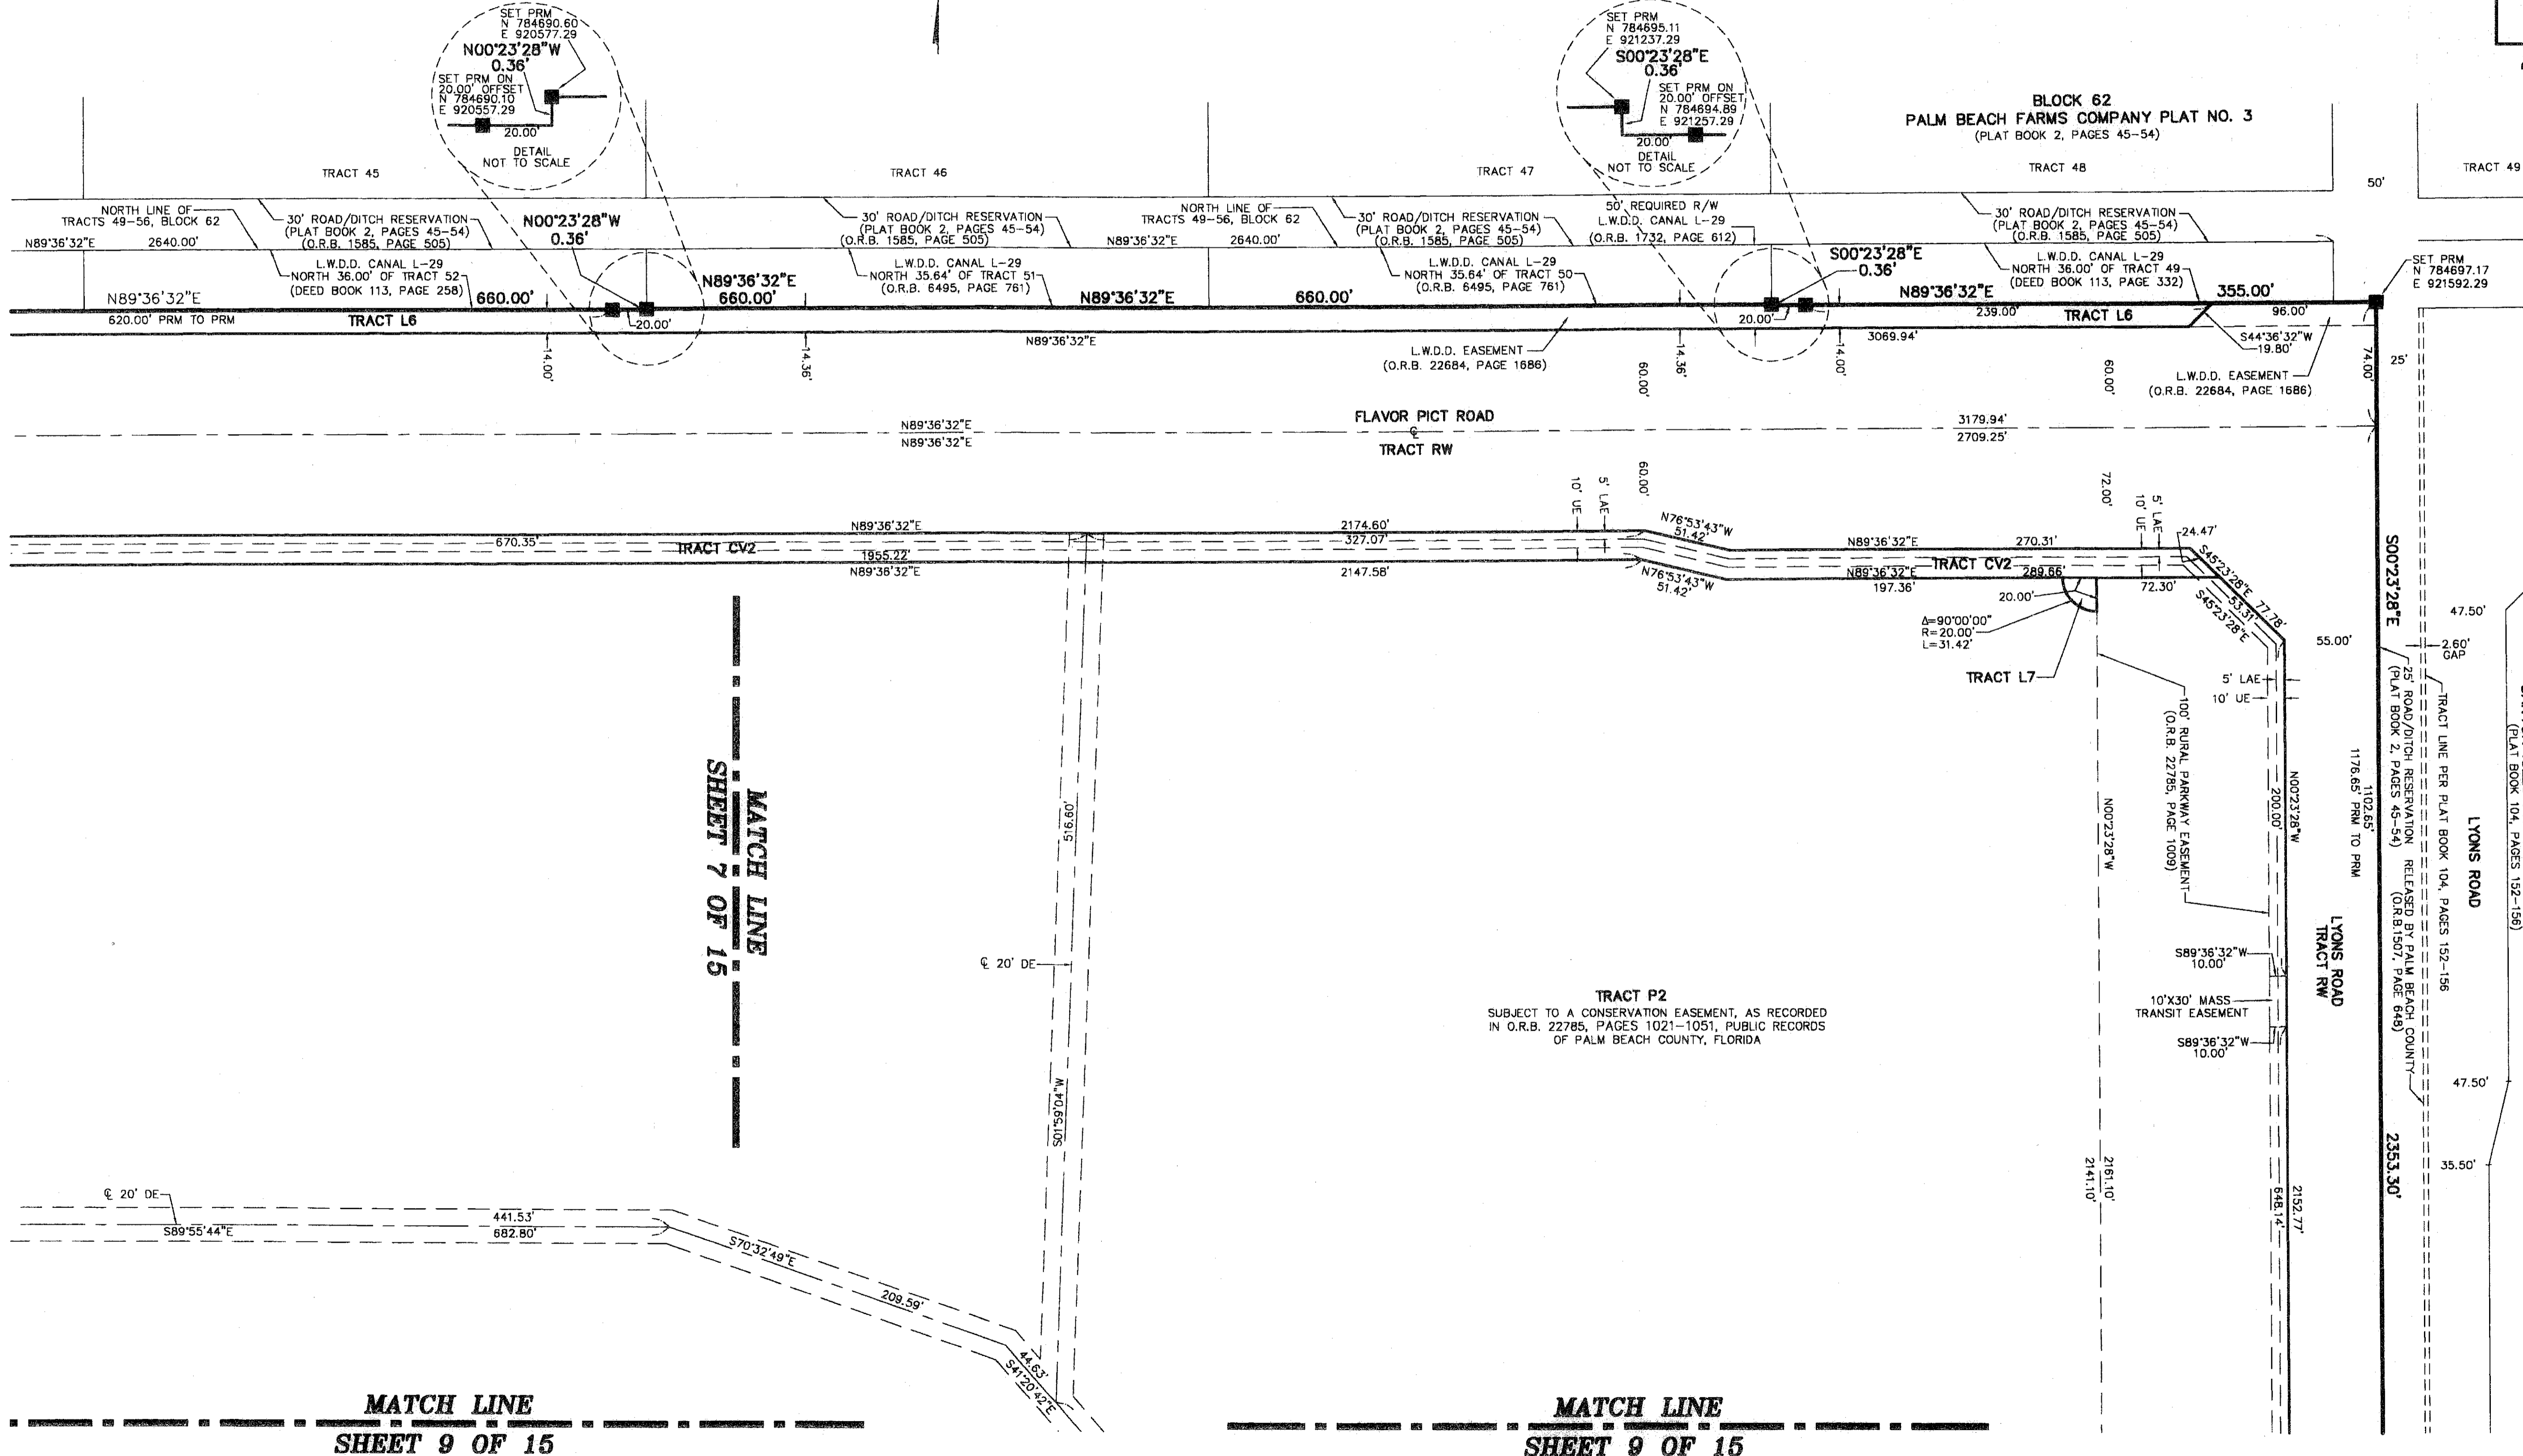 SET PRM
N 784690.60
E 920577.29
N00°23'28"W
0.36'
SET PRM ON
20.00' OFFSET
N 784690.10
E 920557.29
20.00'
DETAIL
NOT TO SCALE
SET PRM
N 784695.11
E 921237.29
S00°23'28"E
0.36'
SET PRM ON
20.00' OFFSET
N 784694.89
E 921257.29
20.00'
DETAIL
NOT TO SCALE
BLOCK 62
PALM BEACH FARMS COMPANY PLAT NO. 3
(PLAT BOOK 2, PAGES 45-54)
TRACT 45
TRACT 46
TRACT 47
TRACT 48
TRACT 49
50'
NORTH LINE OF
TRACTS 49-56, BLOCK 62
N89°36'32"E 2640.00'
30' ROAD/DITCH RESERVATION
(PLAT BOOK 2, PAGES 45-54)
(O.R.B. 1585, PAGE 505)
N00°23'28"W
0.36'
30' ROAD/DITCH RESERVATION
(PLAT BOOK 2, PAGES 45-54)
(O.R.B. 1585, PAGE 505)
NORTH LINE OF
TRACTS 49-56, BLOCK 62
N89°36'32"E 2640.00'
30' ROAD/DITCH RESERVATION
(PLAT BOOK 2, PAGES 45-54)
(O.R.B. 1585, PAGE 505)
50' REQUIRED R/W
L.W.D.D. CANAL L-29
(O.R.B. 1732, PAGE 612)
30' ROAD/DITCH RESERVATION
(PLAT BOOK 2, PAGES 45-54)
(O.R.B. 1585, PAGE 505)
L.W.D.D. CANAL L-29
NORTH 36.00' OF TRACT 52
(DEED BOOK 113, PAGE 258)
L.W.D.D. CANAL L-29
NORTH 35.64' OF TRACT 51
(O.R.B. 6495, PAGE 761)
L.W.D.D. CANAL L-29
NORTH 35.64' OF TRACT 50
(O.R.B. 6495, PAGE 761)
S00°23'28"E
0.36'
L.W.D.D. CANAL L-29
NORTH 36.00' OF TRACT 49
(DEED BOOK 113, PAGE 332)
SET PRM
N 784697.17
E 921592.29
N89°36'32"E
660.00'
N89°36'32"E
660.00'
N89°36'32"E
660.00'
N89°36'32"E
355.00'
620.00' PRM TO PRM
TRACT L6
20.00'
20.00'
239.00'
TRACT L6
96.00'
N89°36'32"E
3069.94'
S44°36'32"W
19.80'
14.00'
14.36'
14.36'
14.00'
60.00'
60.00'
74.00'
25'
L.W.D.D. EASEMENT
(O.R.B. 22684, PAGE 1686)
L.W.D.D. EASEMENT
(O.R.B. 22684, PAGE 1686)
FLAVOR PICT ROAD
℄
TRACT RW
N89°36'32"E
N89°36'32"E
3179.94'
2709.25'
60.00'
72.00'
10' UE
5' LAE
10' UE
5' LAE
24.47'
N89°36'32"E
2174.60'
N76°53'43"W
51.42'
N89°36'32"E
270.31'
670.35'
TRACT CV2
1955.22'
327.07'
N89°36'32"E
2147.58'
N76°53'43"W
51.42'
N89°36'32"E
TRACT CV2
289.66'
197.36'
72.30'
S45°23'28"E
77.78'
53.31'
S45°23'28"E
20.00'
Δ=90°00'00"
R=20.00'
L=31.42'
TRACT L7
S00°23'28"E
47.50'
55.00'
2.60'
GAP
5' LAE
10' UE
MATCH LINE
SHEET 7 OF 15
516.60'
S01°59'04"W
℄ 20' DE
100' RURAL PARKWAY EASEMENT
(O.R.B. 22785, PAGE 1009)
N00°23'28"W
200.00'
N00°23'28"W
1102.65'
1176.65' PRM TO PRM
25' ROAD/DITCH RESERVATION RELEASED BY PALM BEACH COUNTY
(PLAT BOOK 2, PAGES 45-54) (O.R.B.1507, PAGE 648)
TRACT LINE PER PLAT BOOK 104, PAGES 152-156
LYONS ROAD
(PLAT BOOK 104, PAGES 152-156)
LYONS ROAD
TRACT RW
S89°36'32"W
10.00'
10'X30' MASS
TRANSIT EASEMENT
S89°36'32"W
10.00'
TRACT P2
SUBJECT TO A CONSERVATION EASEMENT, AS RECORDED
IN O.R.B. 22785, PAGES 1021-1051, PUBLIC RECORDS
OF PALM BEACH COUNTY, FLORIDA
47.50'
35.50'
2353.30'
2161.10'
2141.10'
648.14'
2152.77'
℄ 20' DE
441.53'
682.80'
S89°55'44"E
S70°32'49"E
209.59'
44.63'
S41°20'42"E
MATCH LINE
SHEET 9 OF 15
MATCH LINE
SHEET 9 OF 15